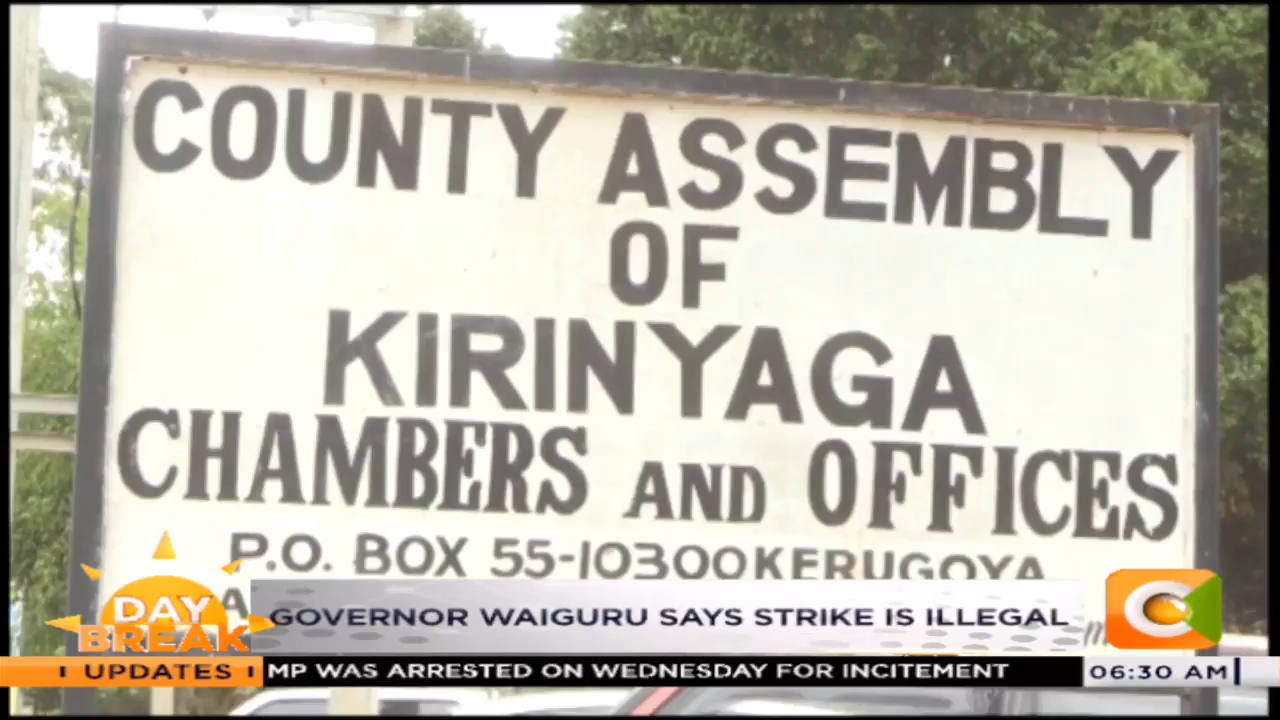 COUNTY ASSEMBLY
OF
KIRINYAGA
CHAMBERS AND OFFICES
P.O. BOX 55-10300 KERUGOYA
DAY
BREAK
GOVERNOR WAIGURU SAYS STRIKE IS ILLEGAL
UPDATES
MP WAS ARRESTED ON WEDNESDAY FOR INCITEMENT
06:30 AM